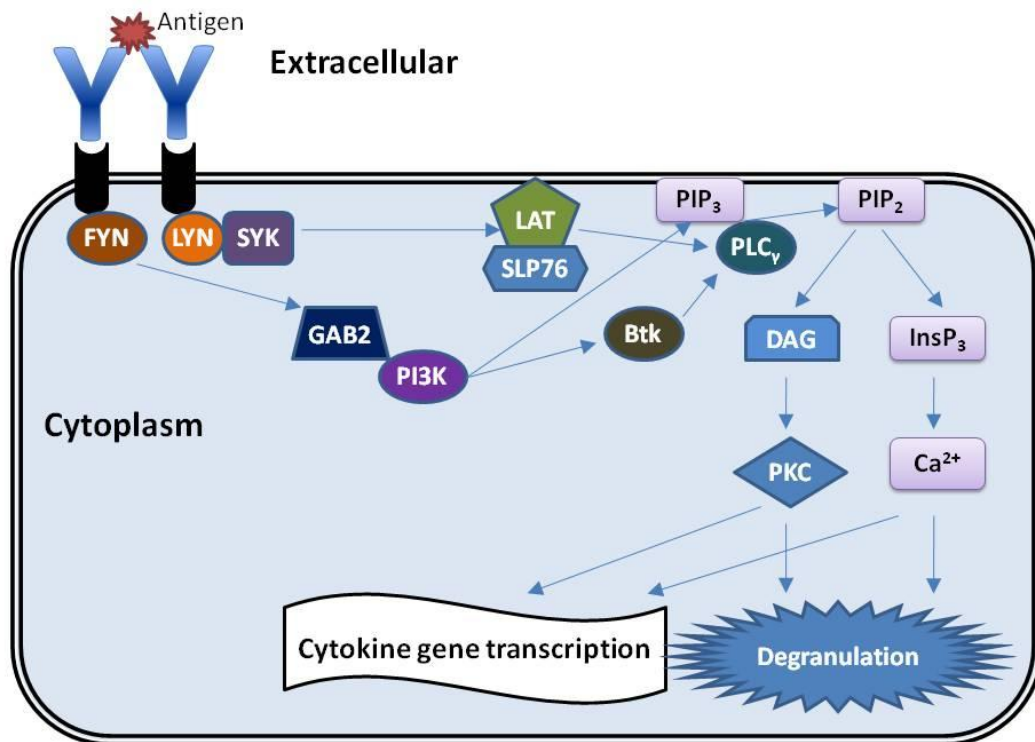 Antigen
Extracellular
FYN
LYN
SYK
LAT
SLP76
PIP₃
PLCᵧ
PIP₂
GAB2
PI3K
Btk
DAG
InsP₃
Cytoplasm
PKC
Ca²⁺
Cytokine gene transcription
Degranulation